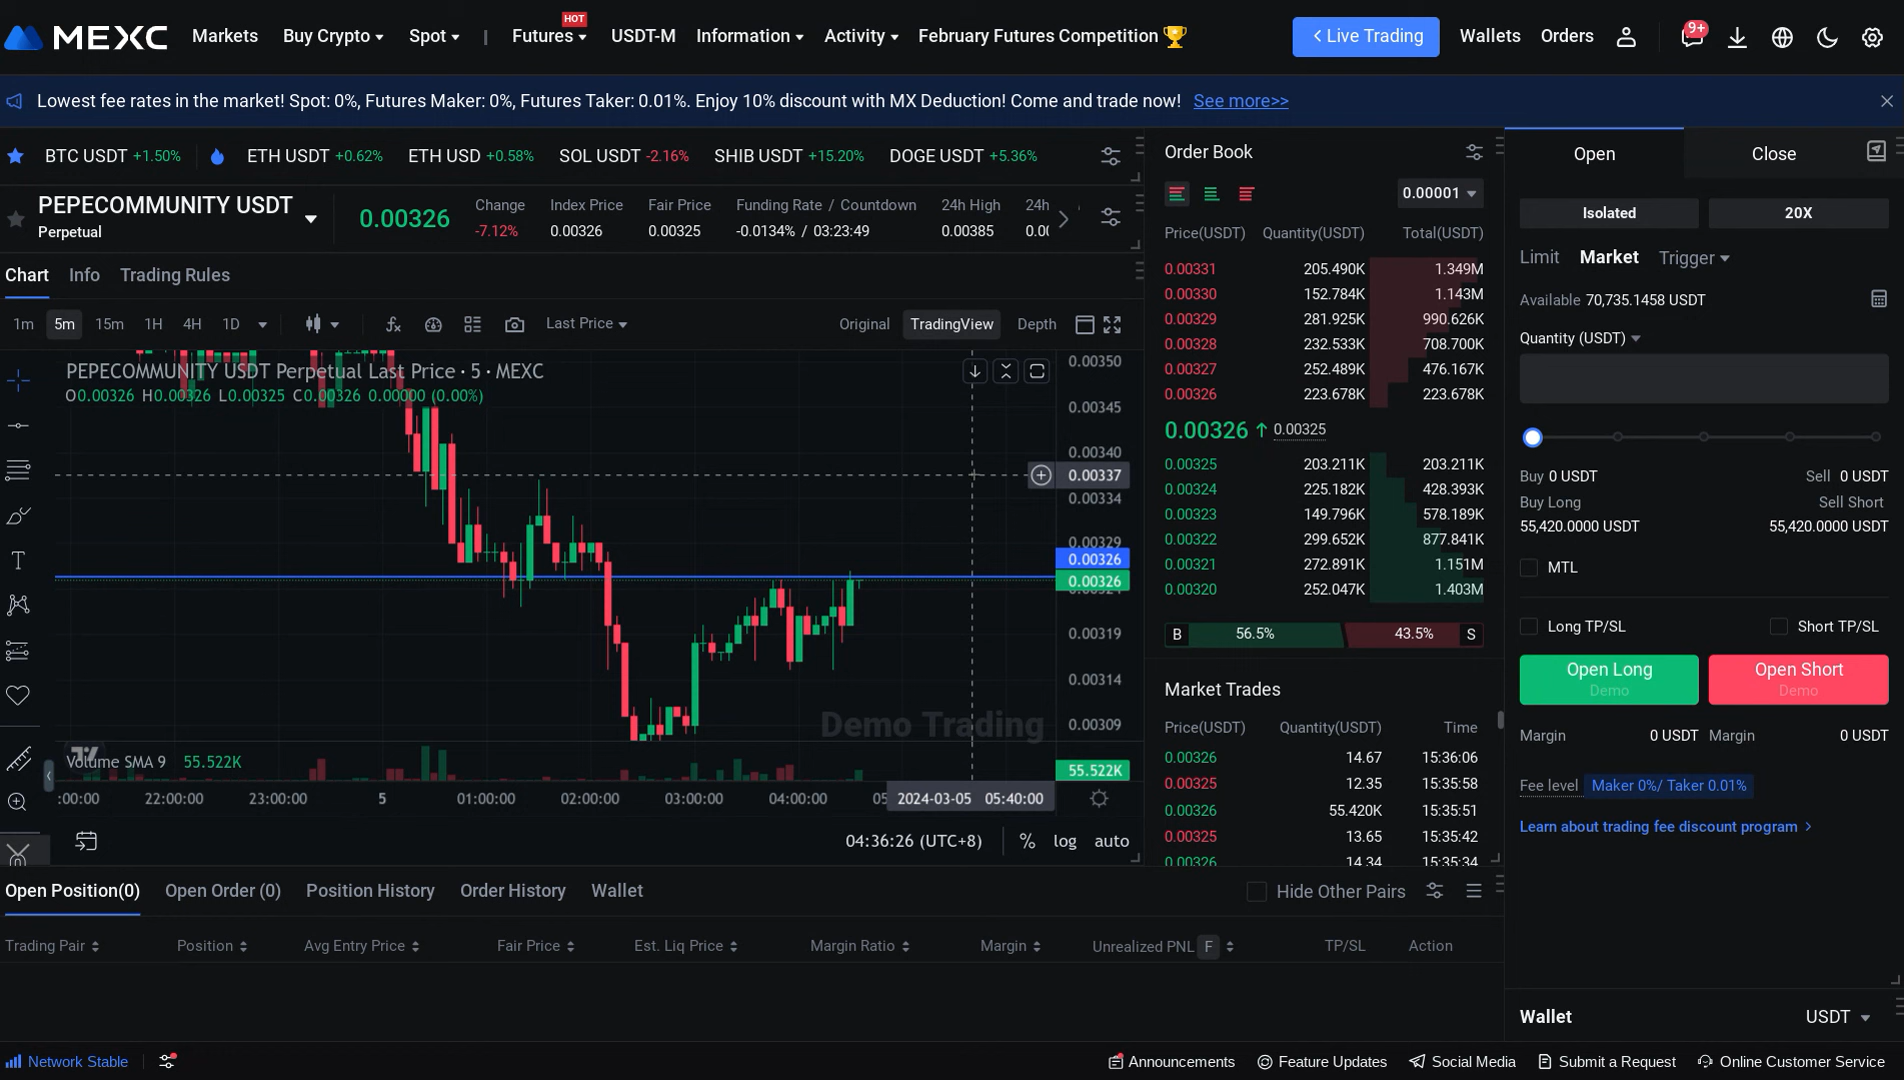 MEXC Markets Buy Crypto Spot | Futures HOT USDT-M Information Activity February Futures Competition Live Trading Wallets Orders 9+
Lowest fee rates in the market! Spot: 0%, Futures Maker: 0%, Futures Taker: 0.01%. Enjoy 10% discount with MX Deduction! Come and trade now! See more>>
BTC USDT +1.50% ETH USDT +0.62% ETH USD +0.58% SOL USDT -2.16% SHIB USDT +15.20% DOGE USDT +5.36%
PEPECOMMUNITY USDT
Perpetual
0.00326
Change
-7.12%
Index Price
0.00326
Fair Price
0.00325
Funding Rate / Countdown
-0.0134% / 03:23:49
24h High
0.00385
24h
Chart Info Trading Rules
1m 5m 15m 1H 4H 1D Last Price Original TradingView Depth
PEPECOMMUNITY USDT Perpetual Last Price · 5 · MEXC
O0.00326 H0.00326 L0.00325 C0.00326 0.00000 (0.00%)
0.00350
0.00345
0.00340
0.00337
0.00334
0.00329
0.00326
0.00326
0.00324
0.00319
0.00314
0.00309
Demo Trading
Volume SMA 9 55.522K
55.522K
:00:00 22:00:00 23:00:00 5 01:00:00 02:00:00 03:00:00 04:00:00 05 2024-03-05 05:40:00
04:36:26 (UTC+8) % log auto
Order Book
0.00001
Price(USDT) Quantity(USDT) Total(USDT)
0.00331 205.490K 1.349M
0.00330 152.784K 1.143M
0.00329 281.925K 990.626K
0.00328 232.533K 708.700K
0.00327 252.489K 476.167K
0.00326 223.678K 223.678K
0.00326 ↑ 0.00325
0.00325 203.211K 203.211K
0.00324 225.182K 428.393K
0.00323 149.796K 578.189K
0.00322 299.652K 877.841K
0.00321 272.891K 1.151M
0.00320 252.047K 1.403M
B 56.5% 43.5% S
Market Trades
Price(USDT) Quantity(USDT) Time
0.00326 14.67 15:36:06
0.00325 12.35 15:35:58
0.00326 55.420K 15:35:51
0.00325 13.65 15:35:42
0.00326 14.34 15:35:34
Open Close
Isolated 20X
Limit Market Trigger
Available 70,735.1458 USDT
Quantity (USDT)
Buy 0 USDT Sell 0 USDT
Buy Long Sell Short
55,420.0000 USDT 55,420.0000 USDT
MTL
Long TP/SL Short TP/SL
Open Long Open Short
Demo Demo
Margin 0 USDT Margin 0 USDT
Fee level Maker 0%/ Taker 0.01%
Learn about trading fee discount program >
Open Position(0) Open Order (0) Position History Order History Wallet Hide Other Pairs
Trading Pair Position Avg Entry Price Fair Price Est. Liq Price Margin Ratio Margin Unrealized PNL F TP/SL Action
Wallet USDT
Network Stable Announcements Feature Updates Social Media Submit a Request Online Customer Service